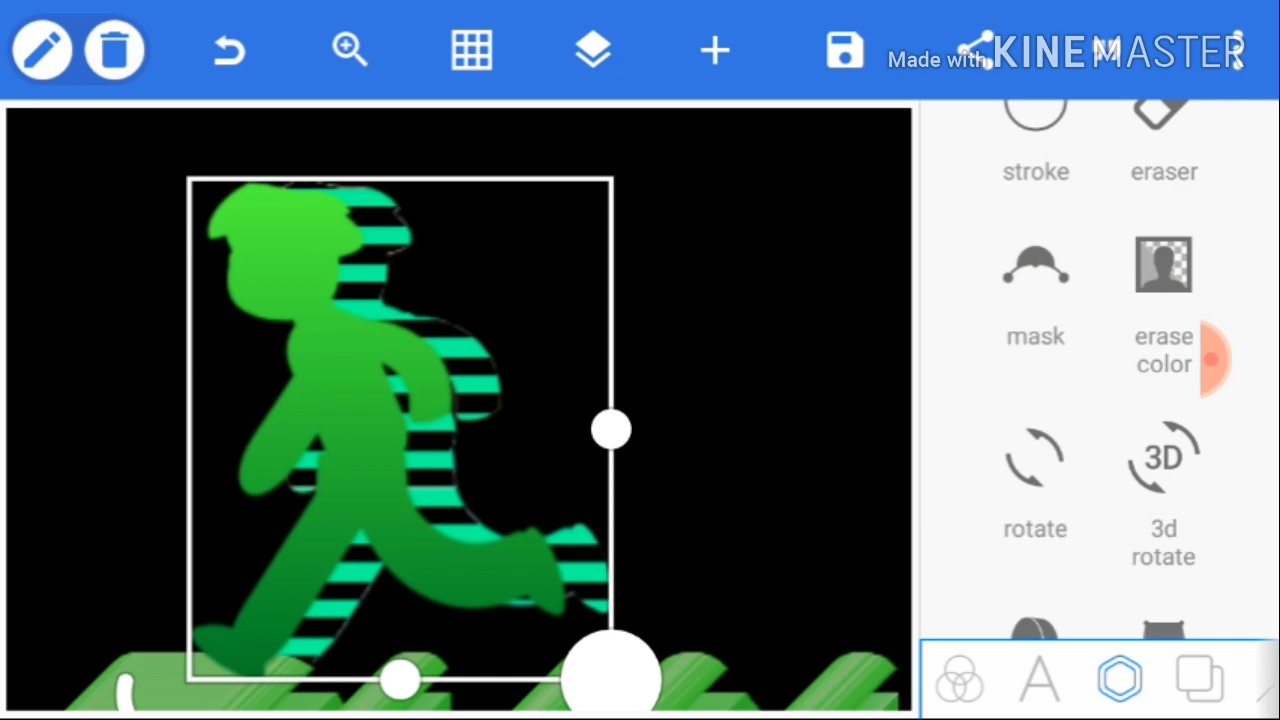 Made with KINEMASTER
stroke
eraser
mask
erase
color
3D
rotate
3d
rotate
A